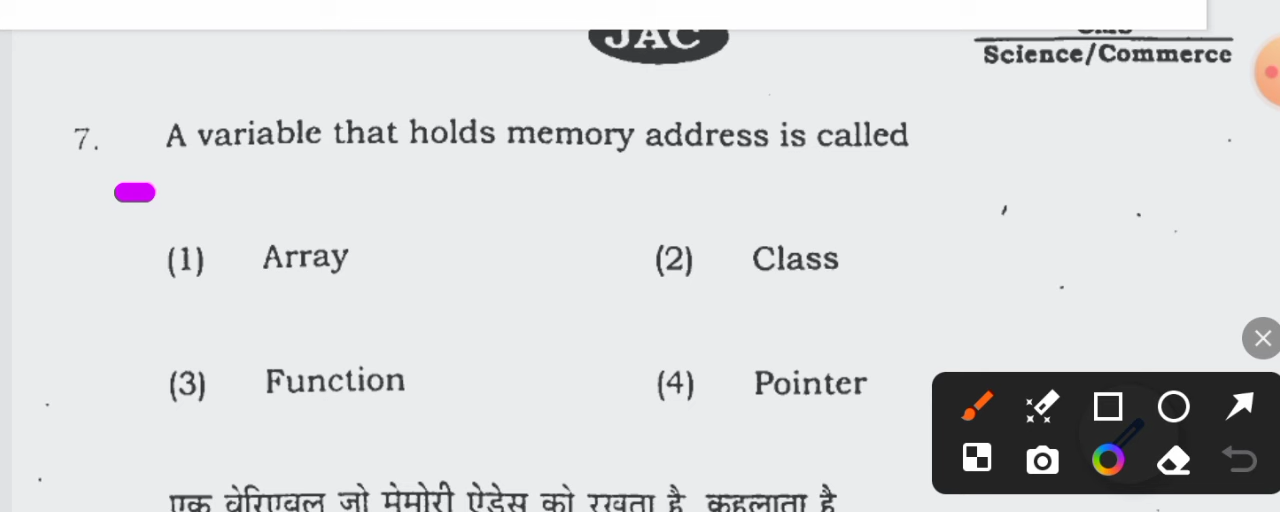 JAC
Science/Commerce
7. A variable that holds memory address is called
(1) Array (2) Class
(3) Function (4) Pointer
एक वेरिएबल जो मेमोरी ऐड्रेस को रखता है कहलाता है